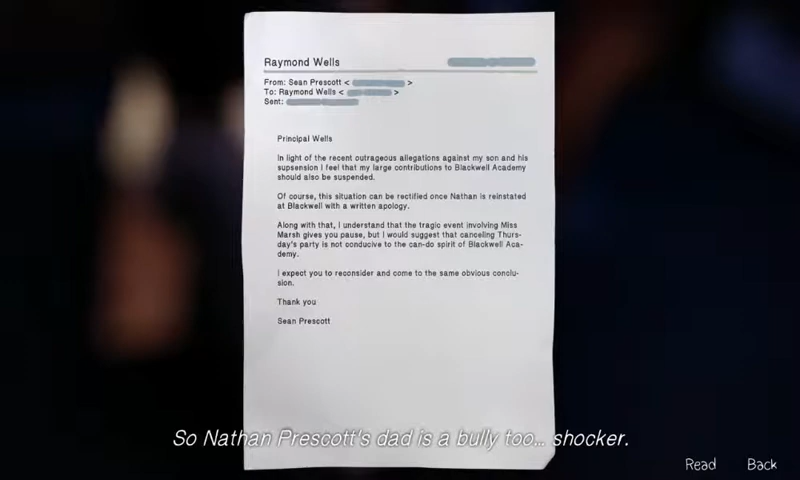 Raymond Wells
From: Sean Prescott < >
To: Raymond Wells < >
Sent:
Principal Wells
In light of the recent outrageous allegations against my son and his
supsension I feel that my large contributions to Blackwell Academy
should also be suspended.
Of course, this situation can be rectified once Nathan is reinstated
at Blackwell with a written apology.
Along with that, I understand that the tragic event involving Miss
Marsh gives you pause, but I would suggest that canceling Thurs-
day's party is not conducive to the can-do spirit of Blackwell Aca-
demy.
I expect you to reconsider and come to the same obvious conclu-
sion.
Thank you
Sean Prescott
So Nathan Prescott's dad is a bully too... shocker.
Read Back